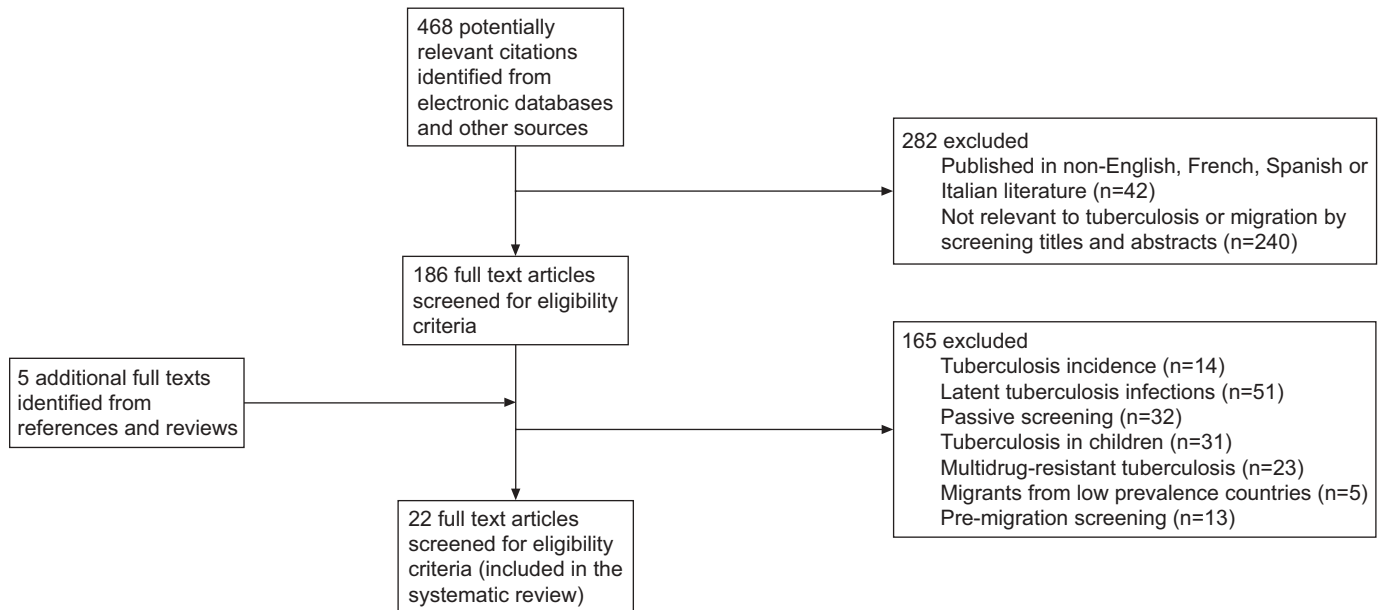 468 potentially
relevant citations
identified from
electronic databases
and other sources
282 excluded
Published in non-English, French, Spanish or
Italian literature (n=42)
Not relevant to tuberculosis or migration by
screening titles and abstracts (n=240)
186 full text articles
screened for eligibility
criteria
5 additional full texts
identified from
references and reviews
165 excluded
Tuberculosis incidence (n=14)
Latent tuberculosis infections (n=51)
Passive screening (n=32)
Tuberculosis in children (n=31)
Multidrug-resistant tuberculosis (n=23)
Migrants from low prevalence countries (n=5)
Pre-migration screening (n=13)
22 full text articles
screened for eligibility
criteria (included in the
systematic review)